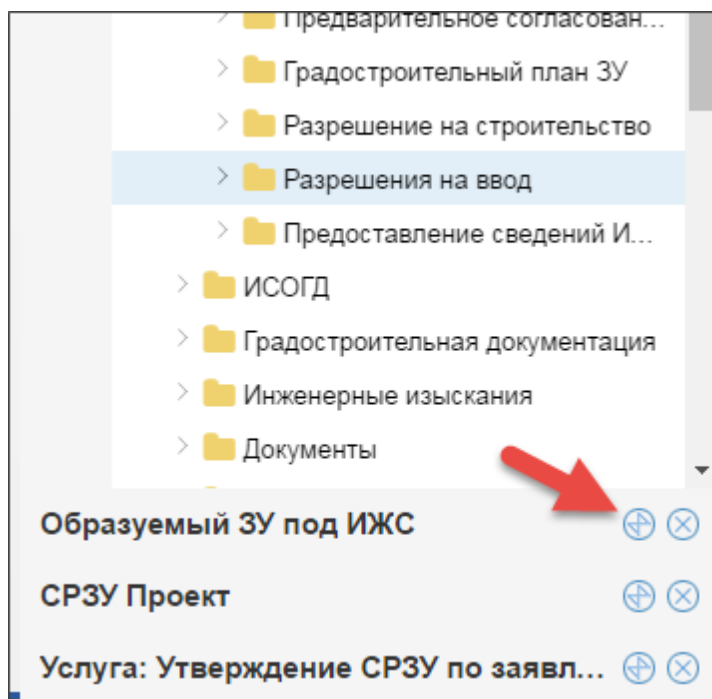 Предварительное согласован...
Градостроительный план ЗУ
Разрешение на строительство
Разрешения на ввод
Предоставление сведений И...
ИСОГД
Градостроительная документация
Инженерные изыскания
Документы
Образуемый ЗУ под ИЖС
СРЗУ Проект
Услуга: Утверждение СРЗУ по заявл...